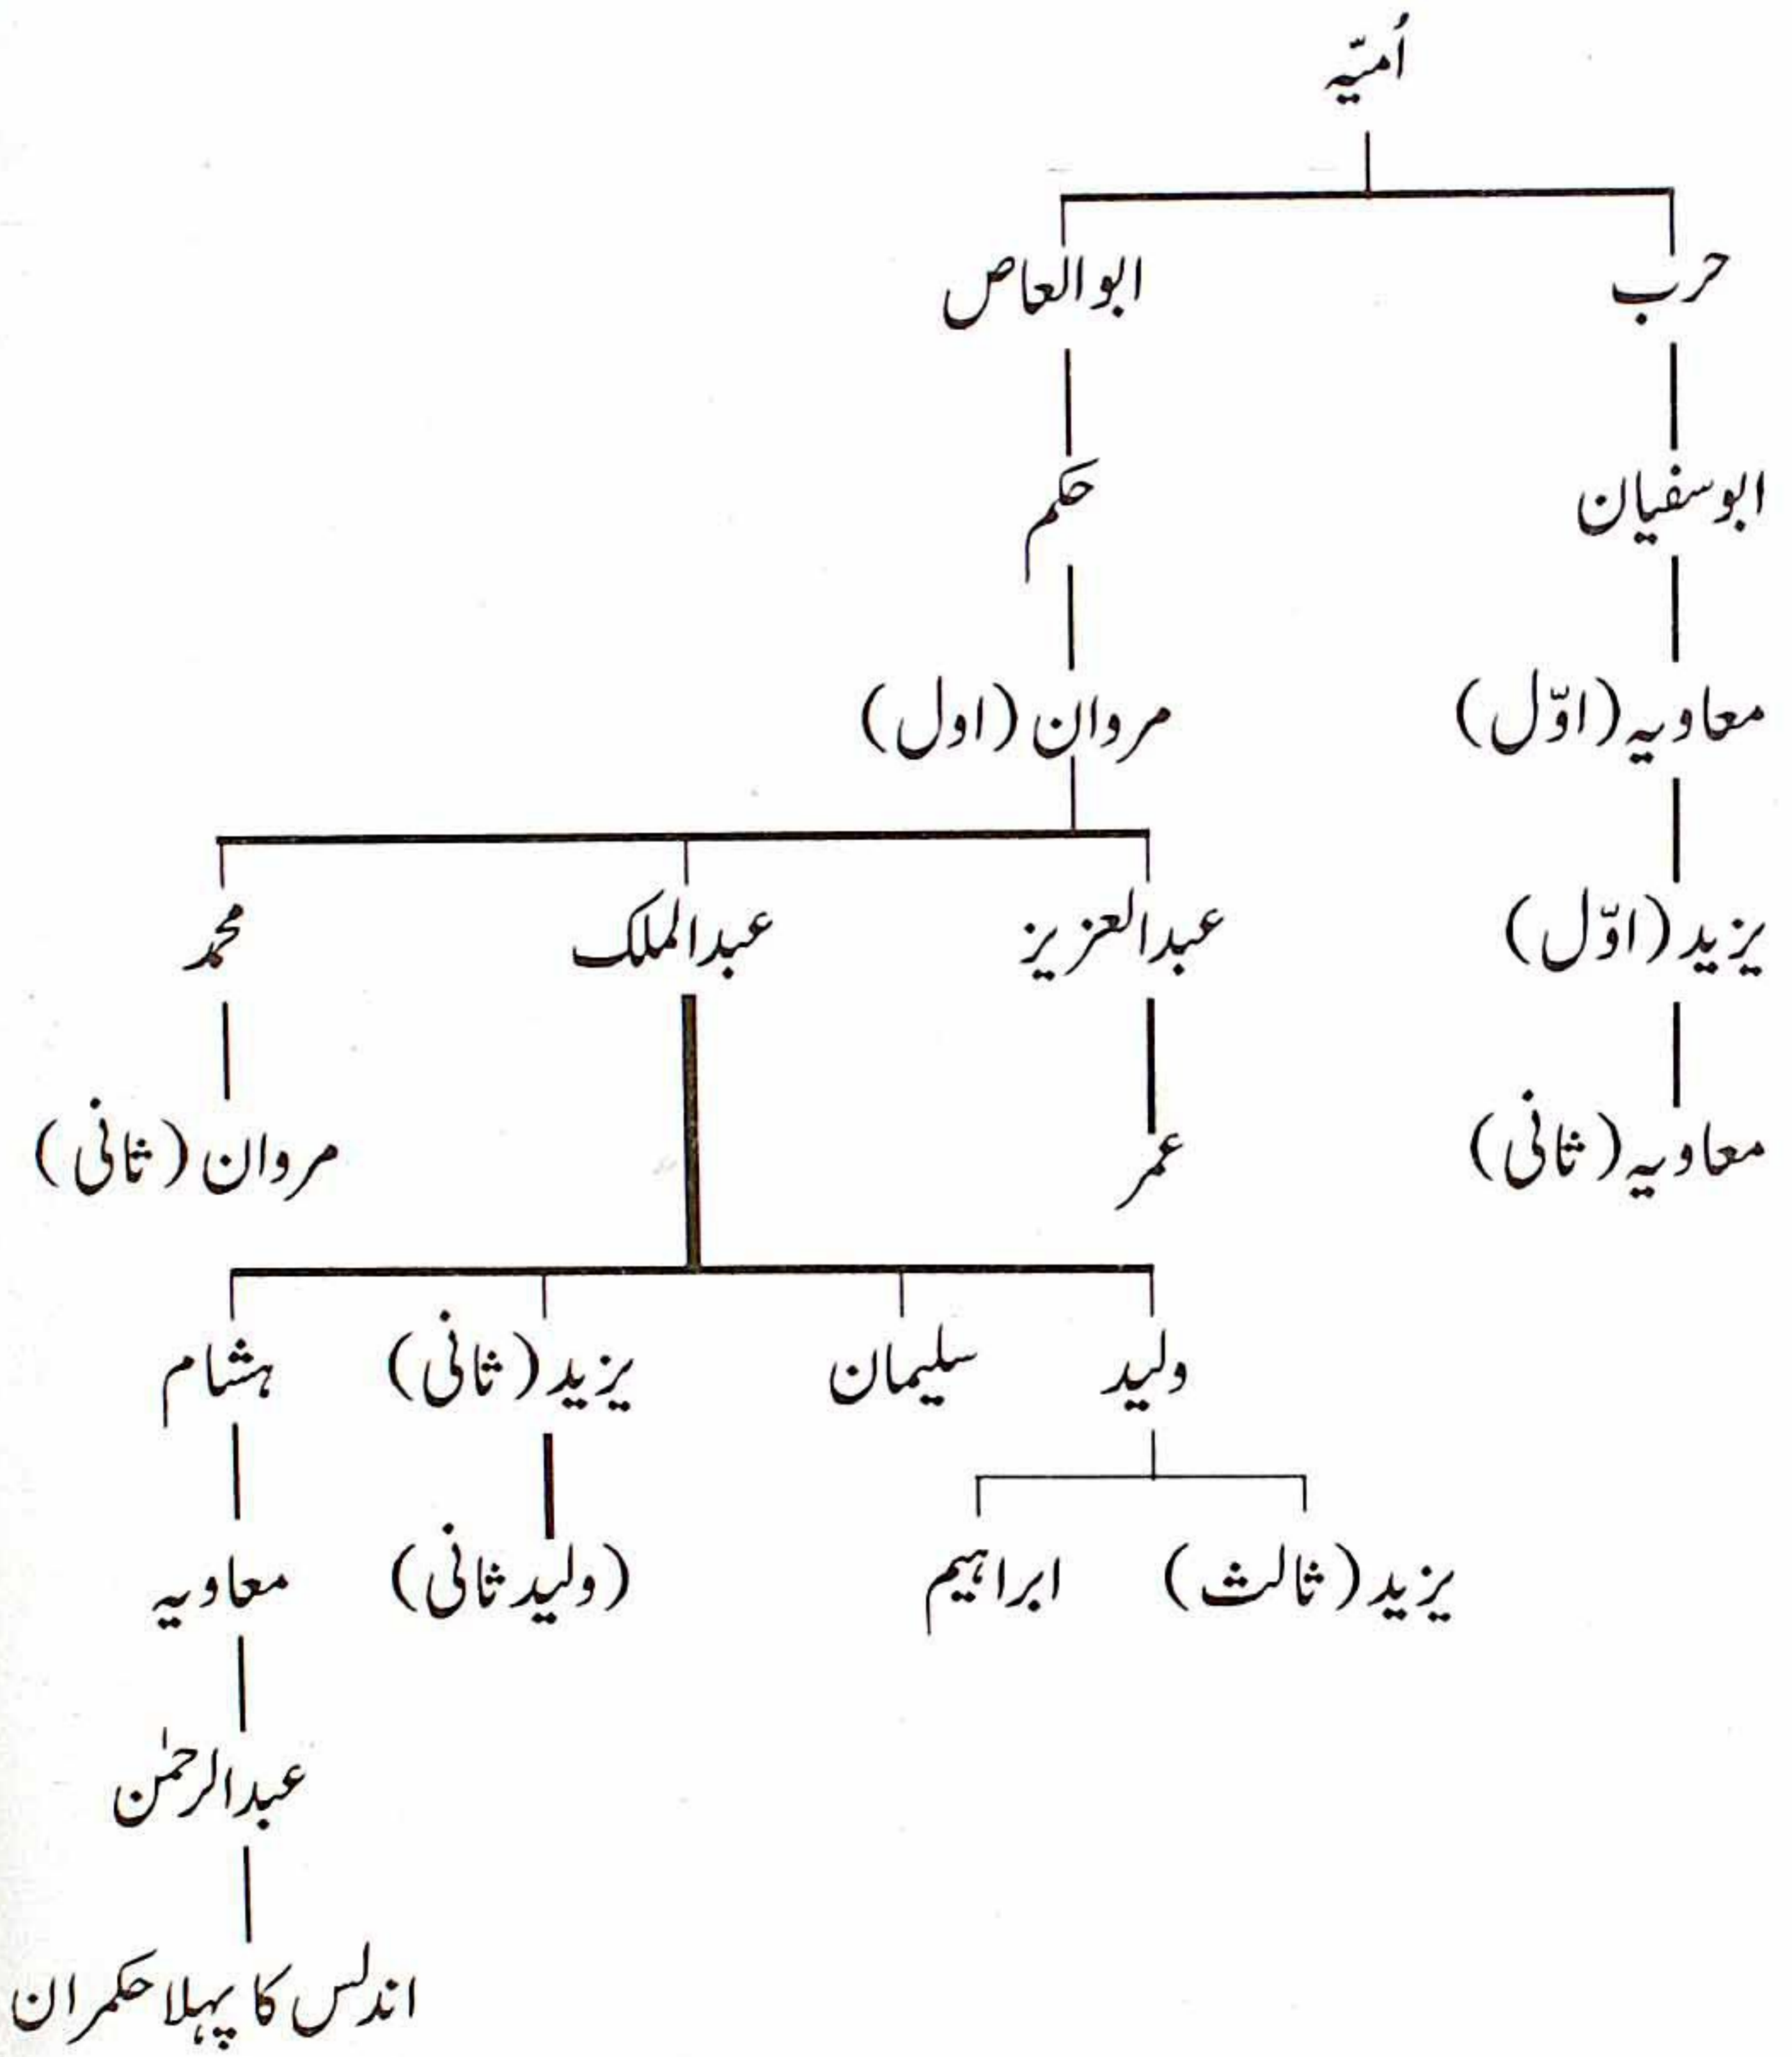 اُمیّہ
حرب ابوالعاص
ابوسفیان حکم
معاویہ (اوّل) مروان (اول)
یزید (اوّل) عبدالعزیز عبدالملک محمد
معاویہ (ثانی) عمر مروان (ثانی)
ولید سلیمان یزید (ثانی) ہشام
یزید (ثالث) ابراہیم (ولید ثانی) معاویہ
عبدالرحمٰن
اندلس کا پہلا حکمران